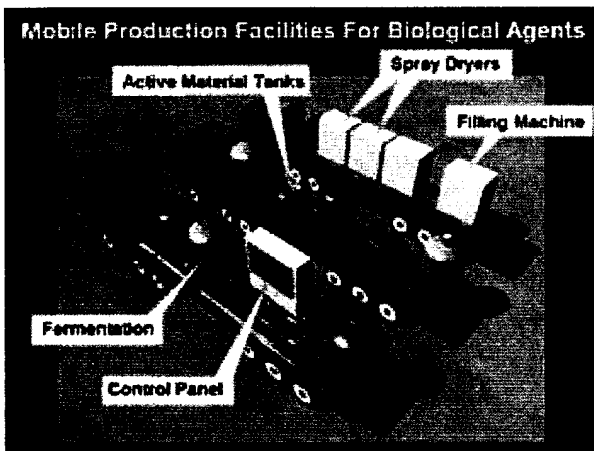 Mobile Production Facilities For Biological Agents
Spray Dryers
Active Material Tanks
Filling Machine
Fermentation
Control Panel